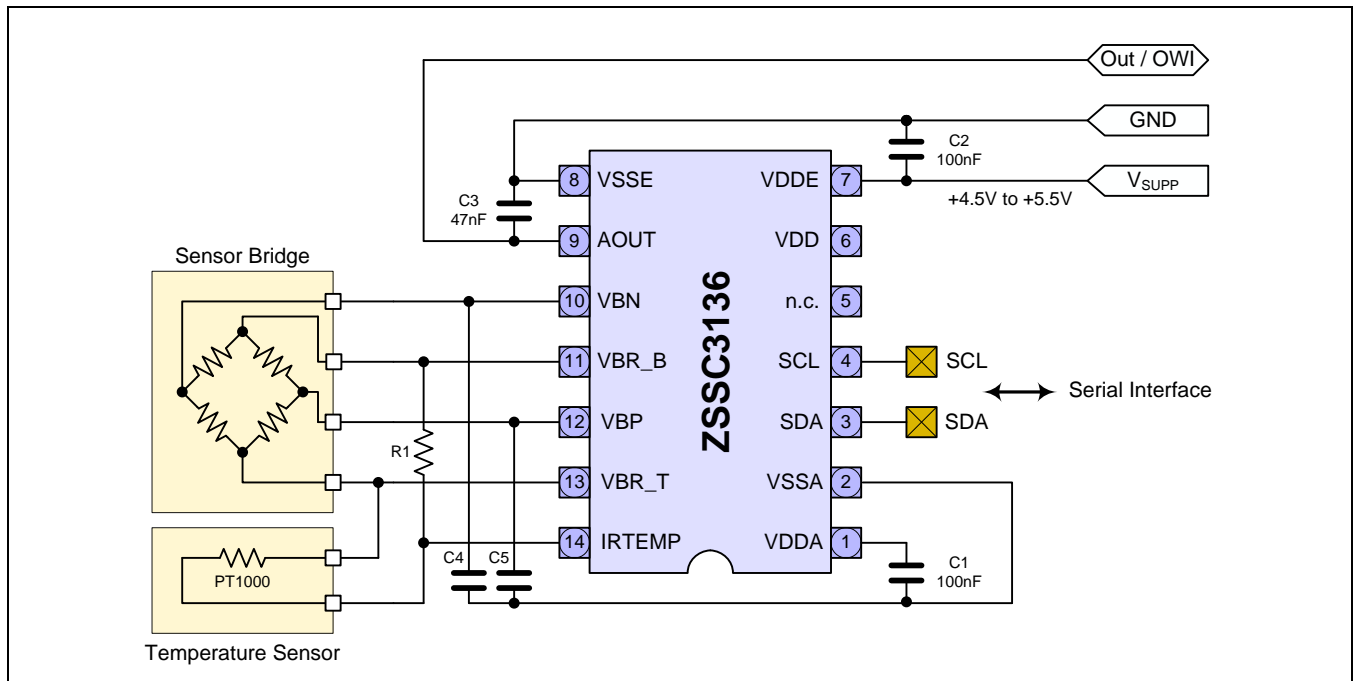 Out / OWI
GND
C2
100nF
VSUPP
+4.5V to +5.5V
8 VSSE
VDDE 7
C3
47nF
9 AOUT
VDD 6
Sensor Bridge
10 VBN
n.c. 5
11 VBR_B
SCL 4
SCL
Serial Interface
12 VBP
SDA 3
SDA
R1
ZSSC3136
13 VBR_T
VSSA 2
14 IRTEMP
VDDA 1
C4
C5
C1
100nF
PT1000
Temperature Sensor